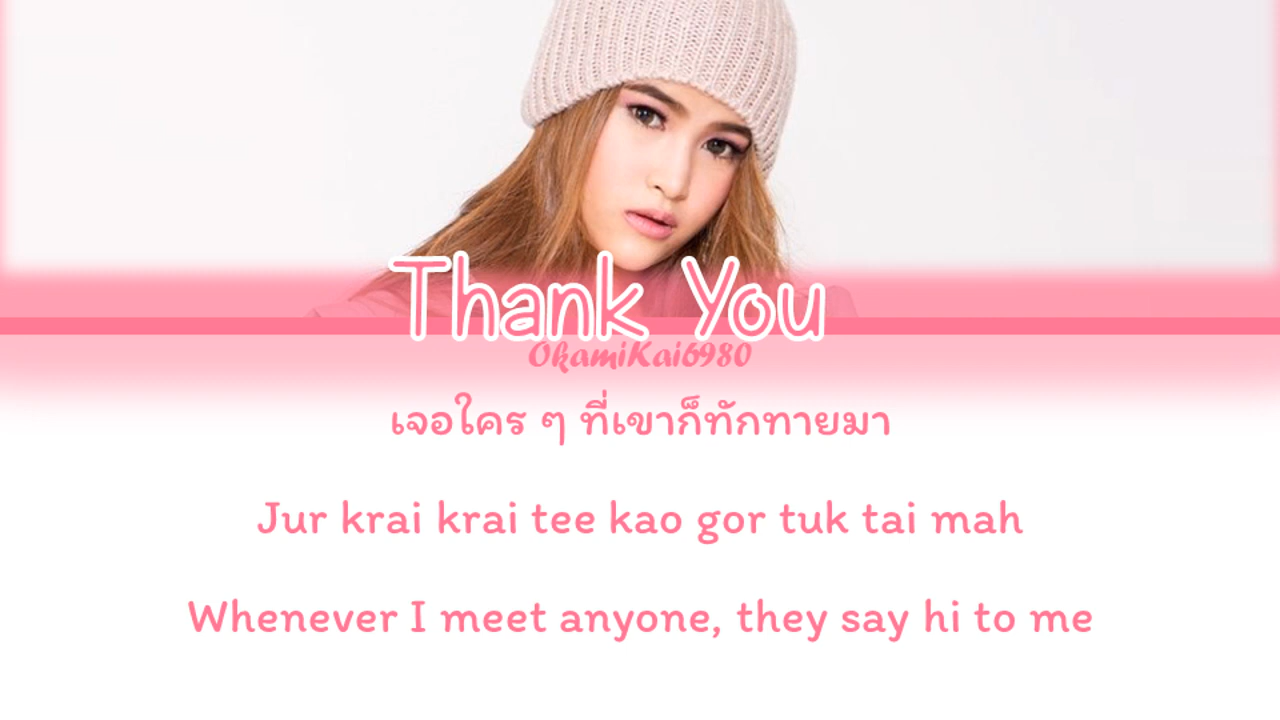 Thank You
OkamiKai6980
เจอใคร ๆ ที่เขาก็ทักทายมา
Jur krai krai tee kao gor tuk tai mah
Whenever I meet anyone, they say hi to me